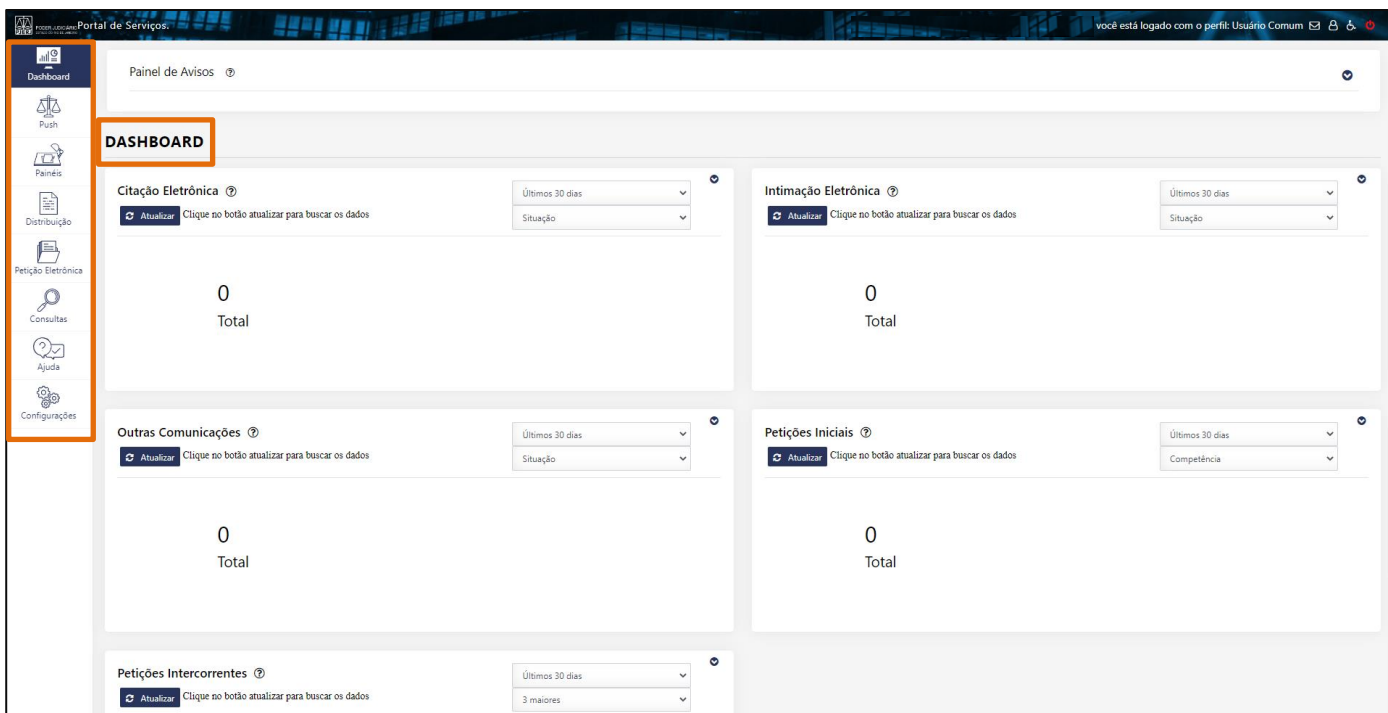 PODER JUDICIÁRIO Portal de Serviços.
você está logado com o perfil: Usuário Comum
Dashboard
Push
Painéis
Distribuição
Petição Eletrônica
Consultas
Ajuda
Configurações
Painel de Avisos
DASHBOARD
Citação Eletrônica
Últimos 30 dias
Atualizar Clique no botão atualizar para buscar os dados
Situação
0
Total
Intimação Eletrônica
Últimos 30 dias
Atualizar Clique no botão atualizar para buscar os dados
Situação
0
Total
Outras Comunicações
Últimos 30 dias
Atualizar Clique no botão atualizar para buscar os dados
Situação
0
Total
Petições Iniciais
Últimos 30 dias
Atualizar Clique no botão atualizar para buscar os dados
Competência
0
Total
Petições Intercorrentes
Últimos 30 dias
Atualizar Clique no botão atualizar para buscar os dados
3 maiores